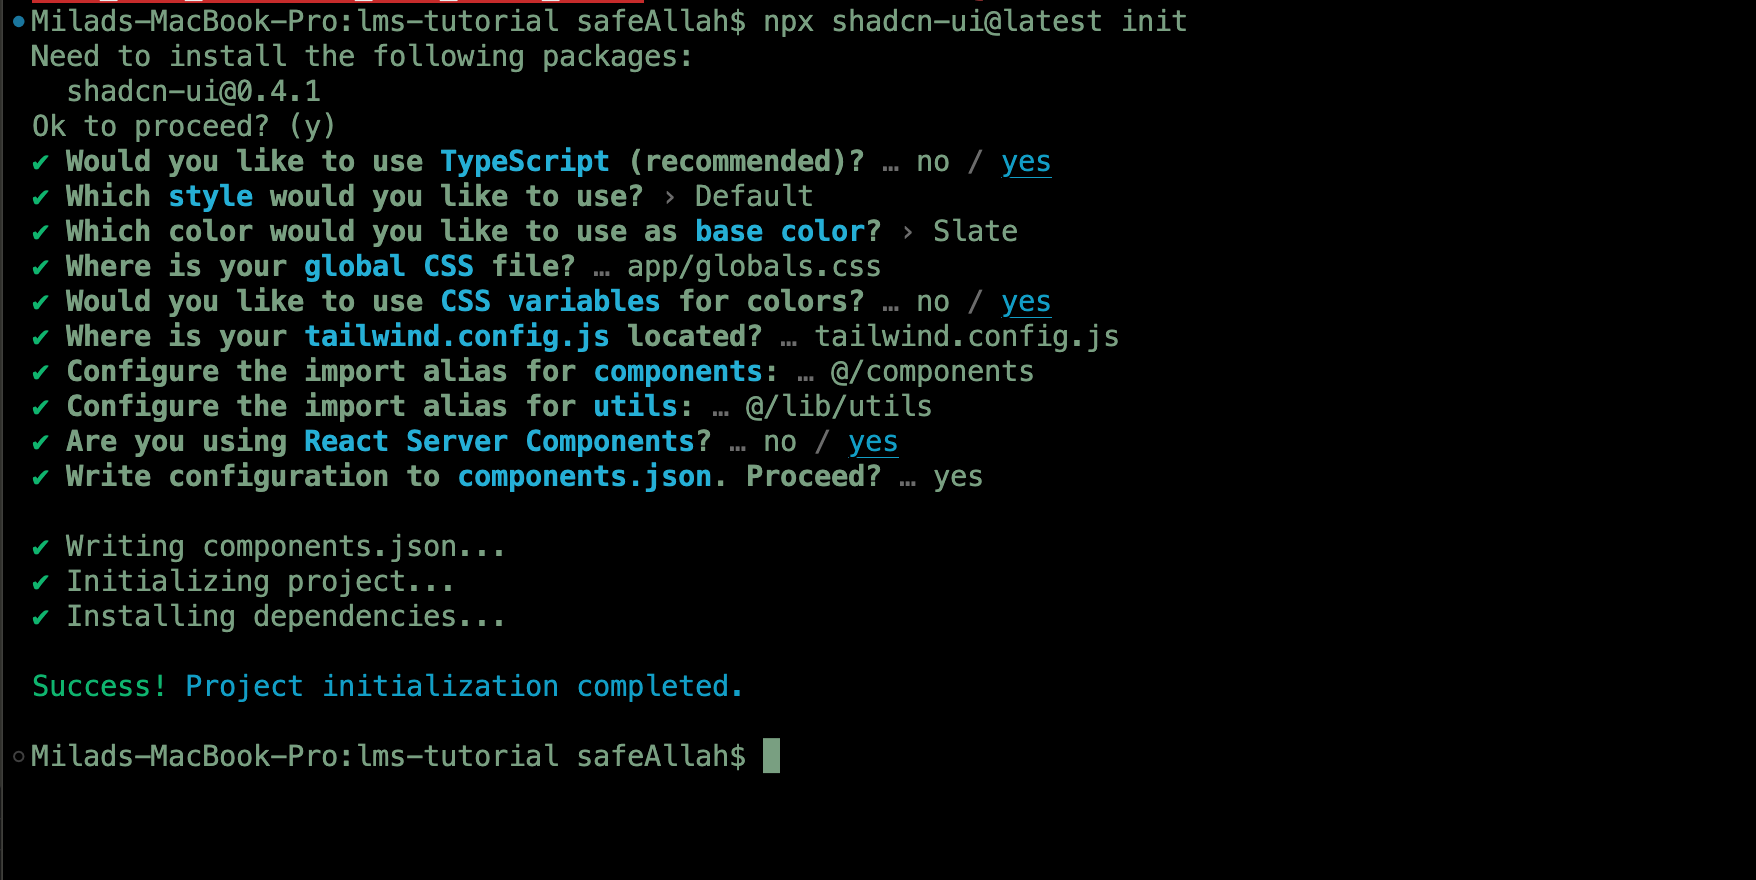 Milads-MacBook-Pro:lms-tutorial safeAllah$ npx shadcn-ui@latest init
Need to install the following packages:
  shadcn-ui@0.4.1
Ok to proceed? (y)
✔ Would you like to use TypeScript (recommended)? … no / yes
✔ Which style would you like to use? › Default
✔ Which color would you like to use as base color? › Slate
✔ Where is your global CSS file? … app/globals.css
✔ Would you like to use CSS variables for colors? … no / yes
✔ Where is your tailwind.config.js located? … tailwind.config.js
✔ Configure the import alias for components: … @/components
✔ Configure the import alias for utils: … @/lib/utils
✔ Are you using React Server Components? … no / yes
✔ Write configuration to components.json. Proceed? … yes
✔ Writing components.json...
✔ Initializing project...
✔ Installing dependencies...
Success! Project initialization completed.
Milads-MacBook-Pro:lms-tutorial safeAllah$